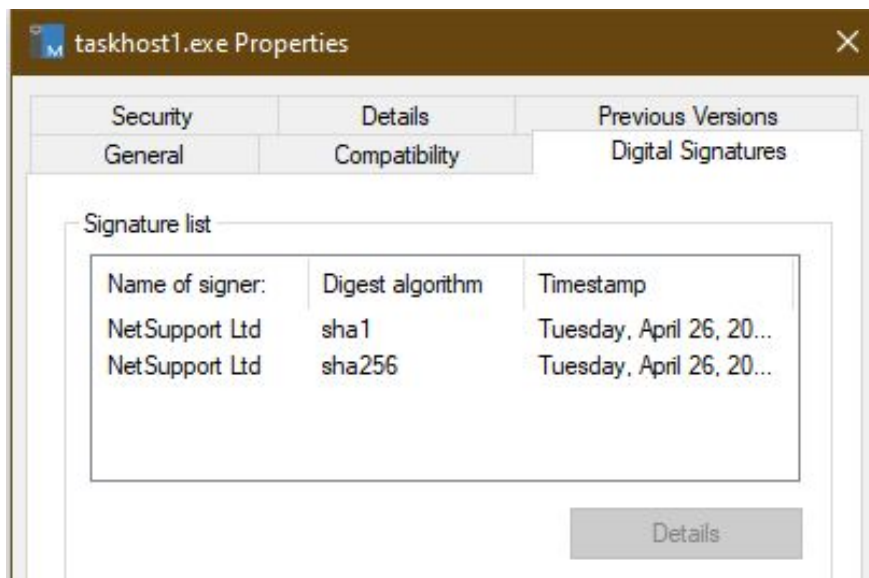 M taskhost1.exe Properties
Security Details Previous Versions
General Compatibility Digital Signatures
Signature list
Name of signer: Digest algorithm Timestamp
NetSupport Ltd sha1 Tuesday, April 26, 20...
NetSupport Ltd sha256 Tuesday, April 26, 20...
Details